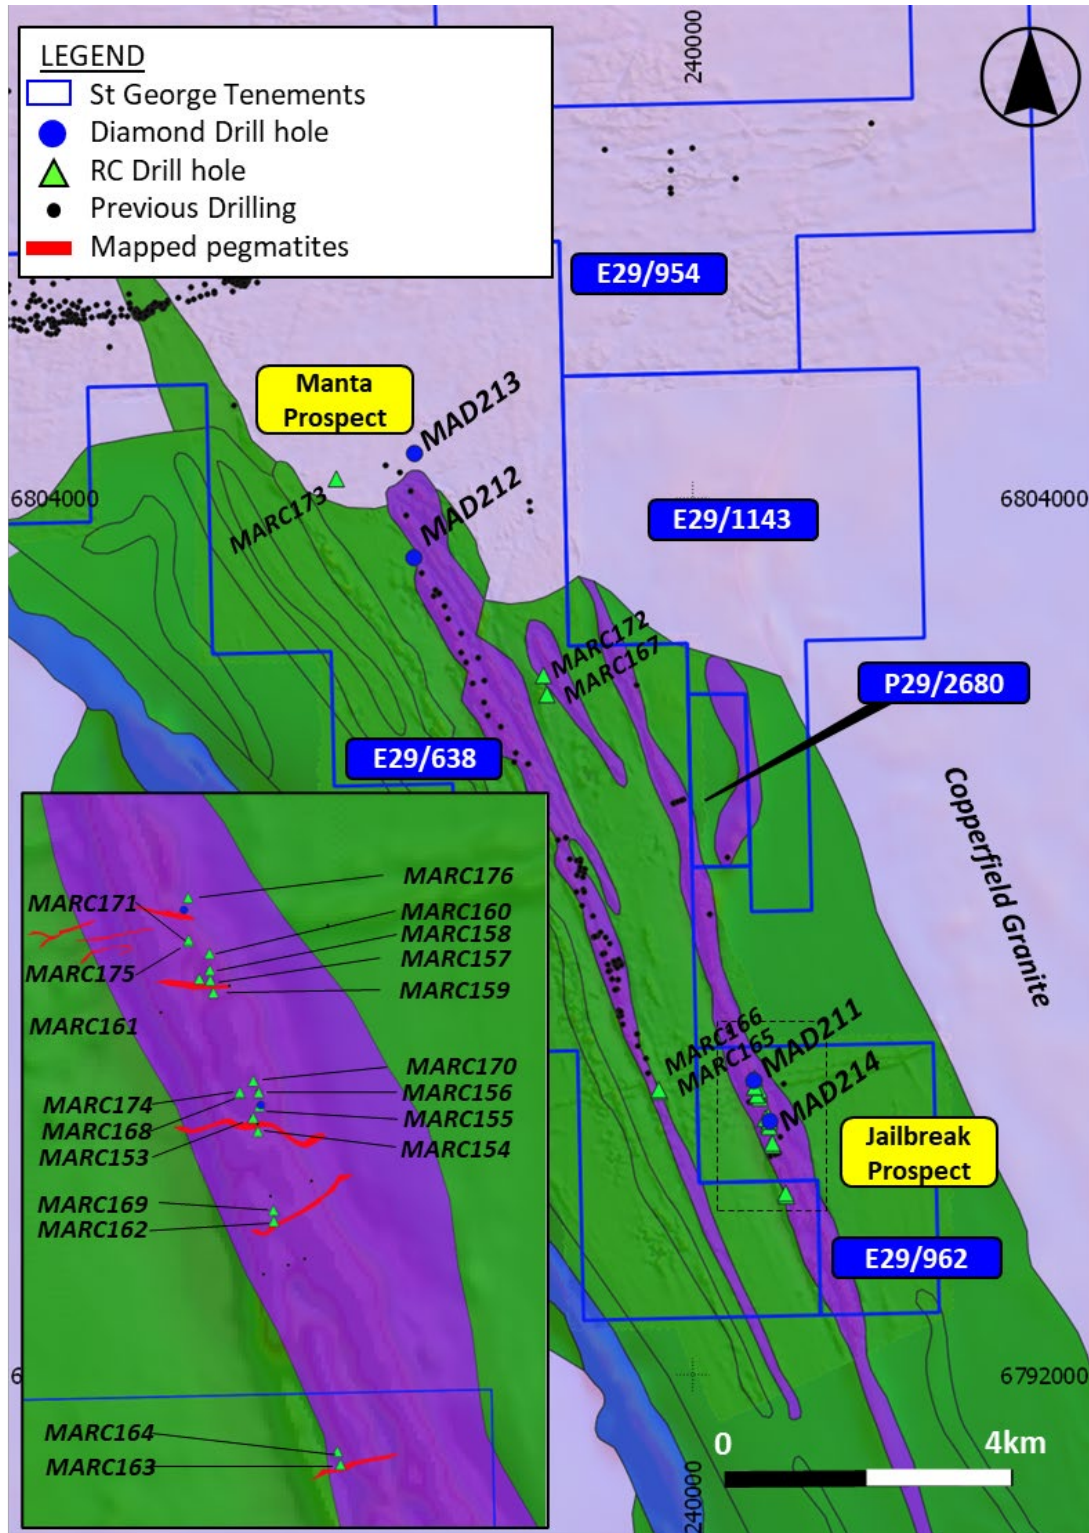 LEGEND
St George Tenements
Diamond Drill hole
RC Drill hole
Previous Drilling
Mapped pegmatites
240000
E29/954
Manta
Prospect
MAD213
6804000
6804000
MARC173
MAD212
E29/1143
MARC172
MARC167
P29/2680
E29/638
Copperfield Granite
MARC176
MARC171
MARC160
MARC158
MARC157
MARC175
MARC159
MARC161
MARC166
MARC165
MAD211
MAD214
MARC170
MARC174
MARC156
MARC168
MARC155
MARC153
MARC154
Jailbreak
Prospect
MARC169
MARC162
E29/962
6
6792000
MARC164
MARC163
0
4km
240000